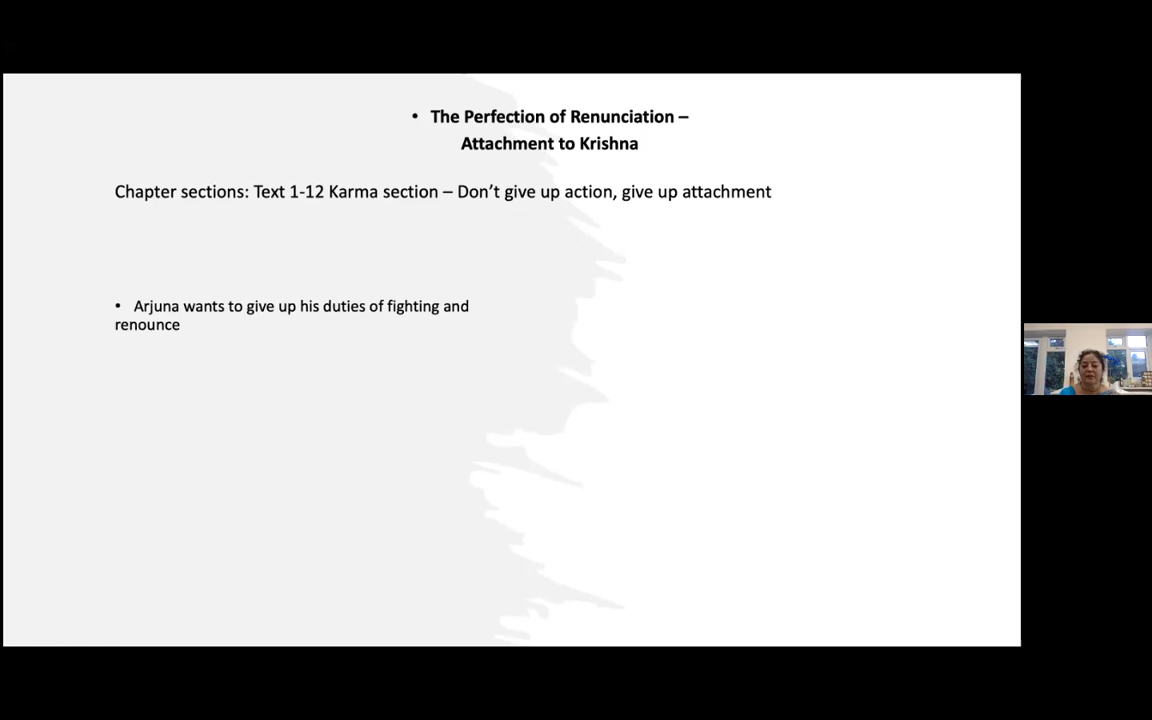 • The Perfection of Renunciation –
Attachment to Krishna
Chapter sections: Text 1-12 Karma section – Don’t give up action, give up attachment
• Arjuna wants to give up his duties of fighting and
renounce